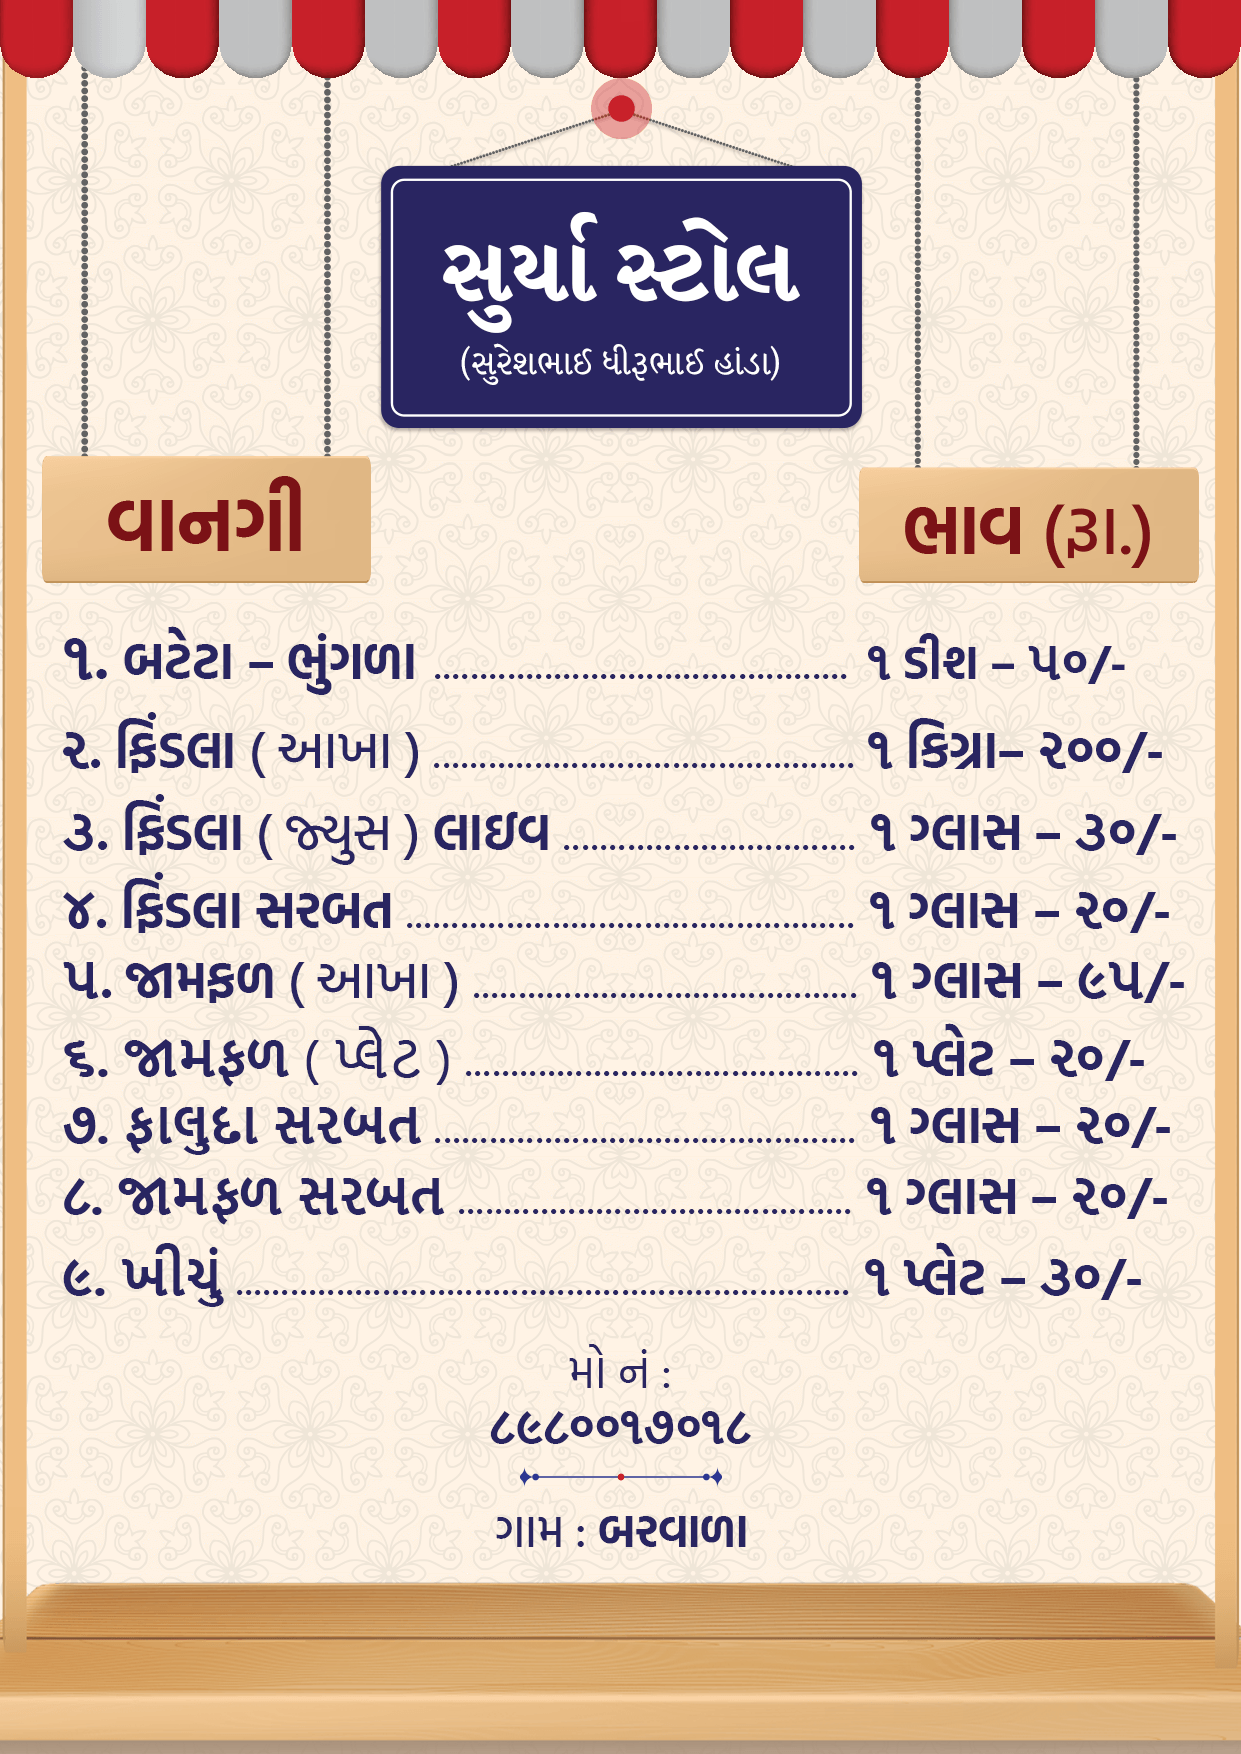 સુર્યા સ્ટોલ
(સુરેશભાઈ ધીરૂભાઈ હાંડા)
વાનગી ભાવ (રૂા.)
૧. બટેટા – ભુંગળા ........................................ ૧ ડીશ – ૫૦/-
૨. ફિંડલા ( આખા ) ........................................ ૧ કિગ્રા– ૨૦૦/-
૩. ફિંડલા ( જ્યુસ ) લાઈવ ............................ ૧ ગ્લાસ – ૩૦/-
૪. ફિંડલા સરબત ........................................ ૧ ગ્લાસ – ૨૦/-
૫. જામફળ ( આખા ) .................................... ૧ ગ્લાસ – ૯૫/-
૬. જામફળ ( પ્લેટ ) .................................... ૧ પ્લેટ – ૨૦/-
૭. ફાલુદા સરબત ........................................ ૧ ગ્લાસ – ૨૦/-
૮. જામફળ સરબત ..................................... ૧ ગ્લાસ – ૨૦/-
૯. ખીચું ........................................................ ૧ પ્લેટ – ૩૦/-
મો નં :
૮૯૮૦૦૧૭૦૧૮
ગામ : બરવાળા